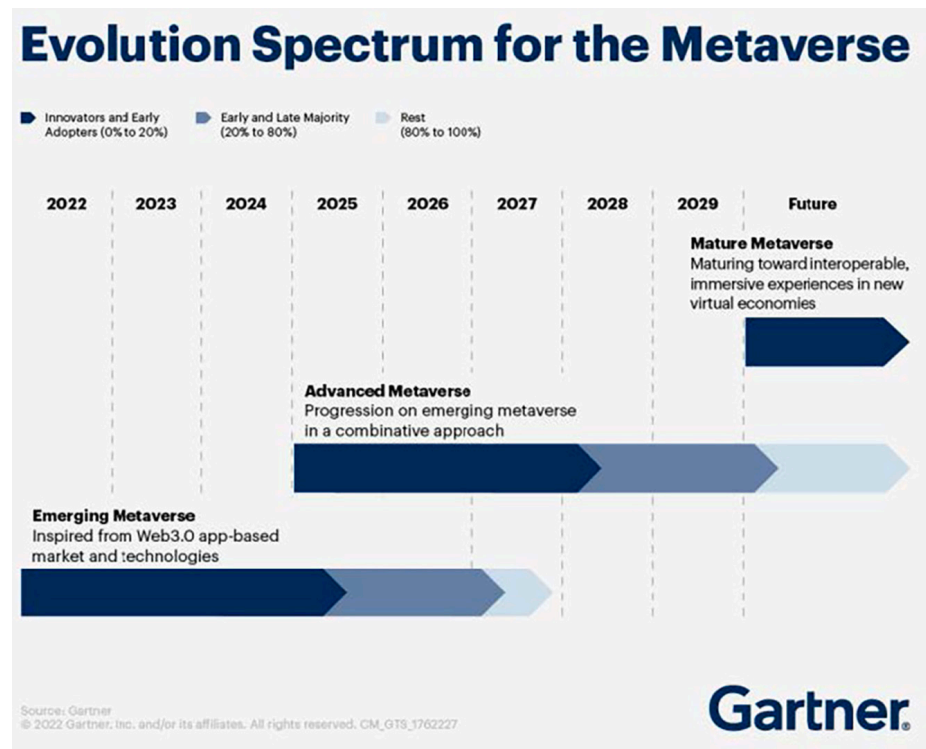 Evolution Spectrum for the Metaverse
Innovators and Early
Adopters (0% to 20%)
Early and Late Majority
(20% to 80%)
Rest
(80% to 100%)
2022 2023 2024 2025 2026 2027 2028 2029 Future
Mature Metaverse
Maturing toward interoperable,
immersive experiences in new
virtual economies
Advanced Metaverse
Progression on emerging metaverse
in a combinative approach
Emerging Metaverse
Inspired from Web3.0 app-based
market and technologies
Source: Gartner
© 2022 Gartner, Inc. and/or its affiliates. All rights reserved. CM_GTS_1762227
Gartner®